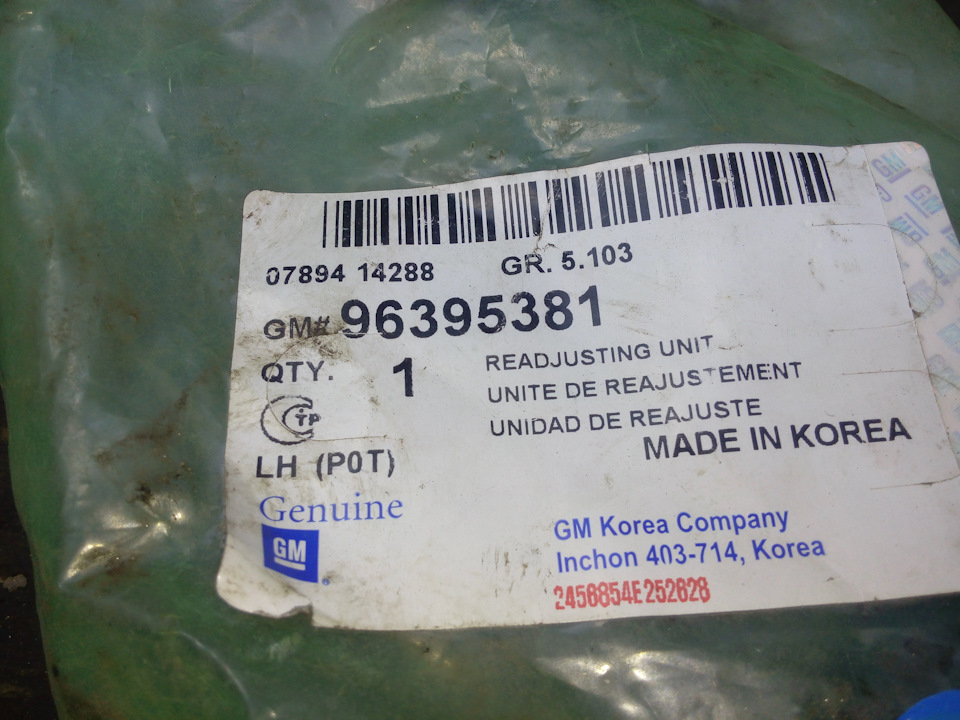 07894 14288 GR. 5.103
GM# 96395381
QTY. 1
READJUSTING UNIT
UNITE DE REAJUSTEMENT
UNIDAD DE REAJUSTE
MADE IN KOREA
LH (P0T)
Genuine
GM
GM Korea Company
Inchon 403-714, Korea
2456854E252628